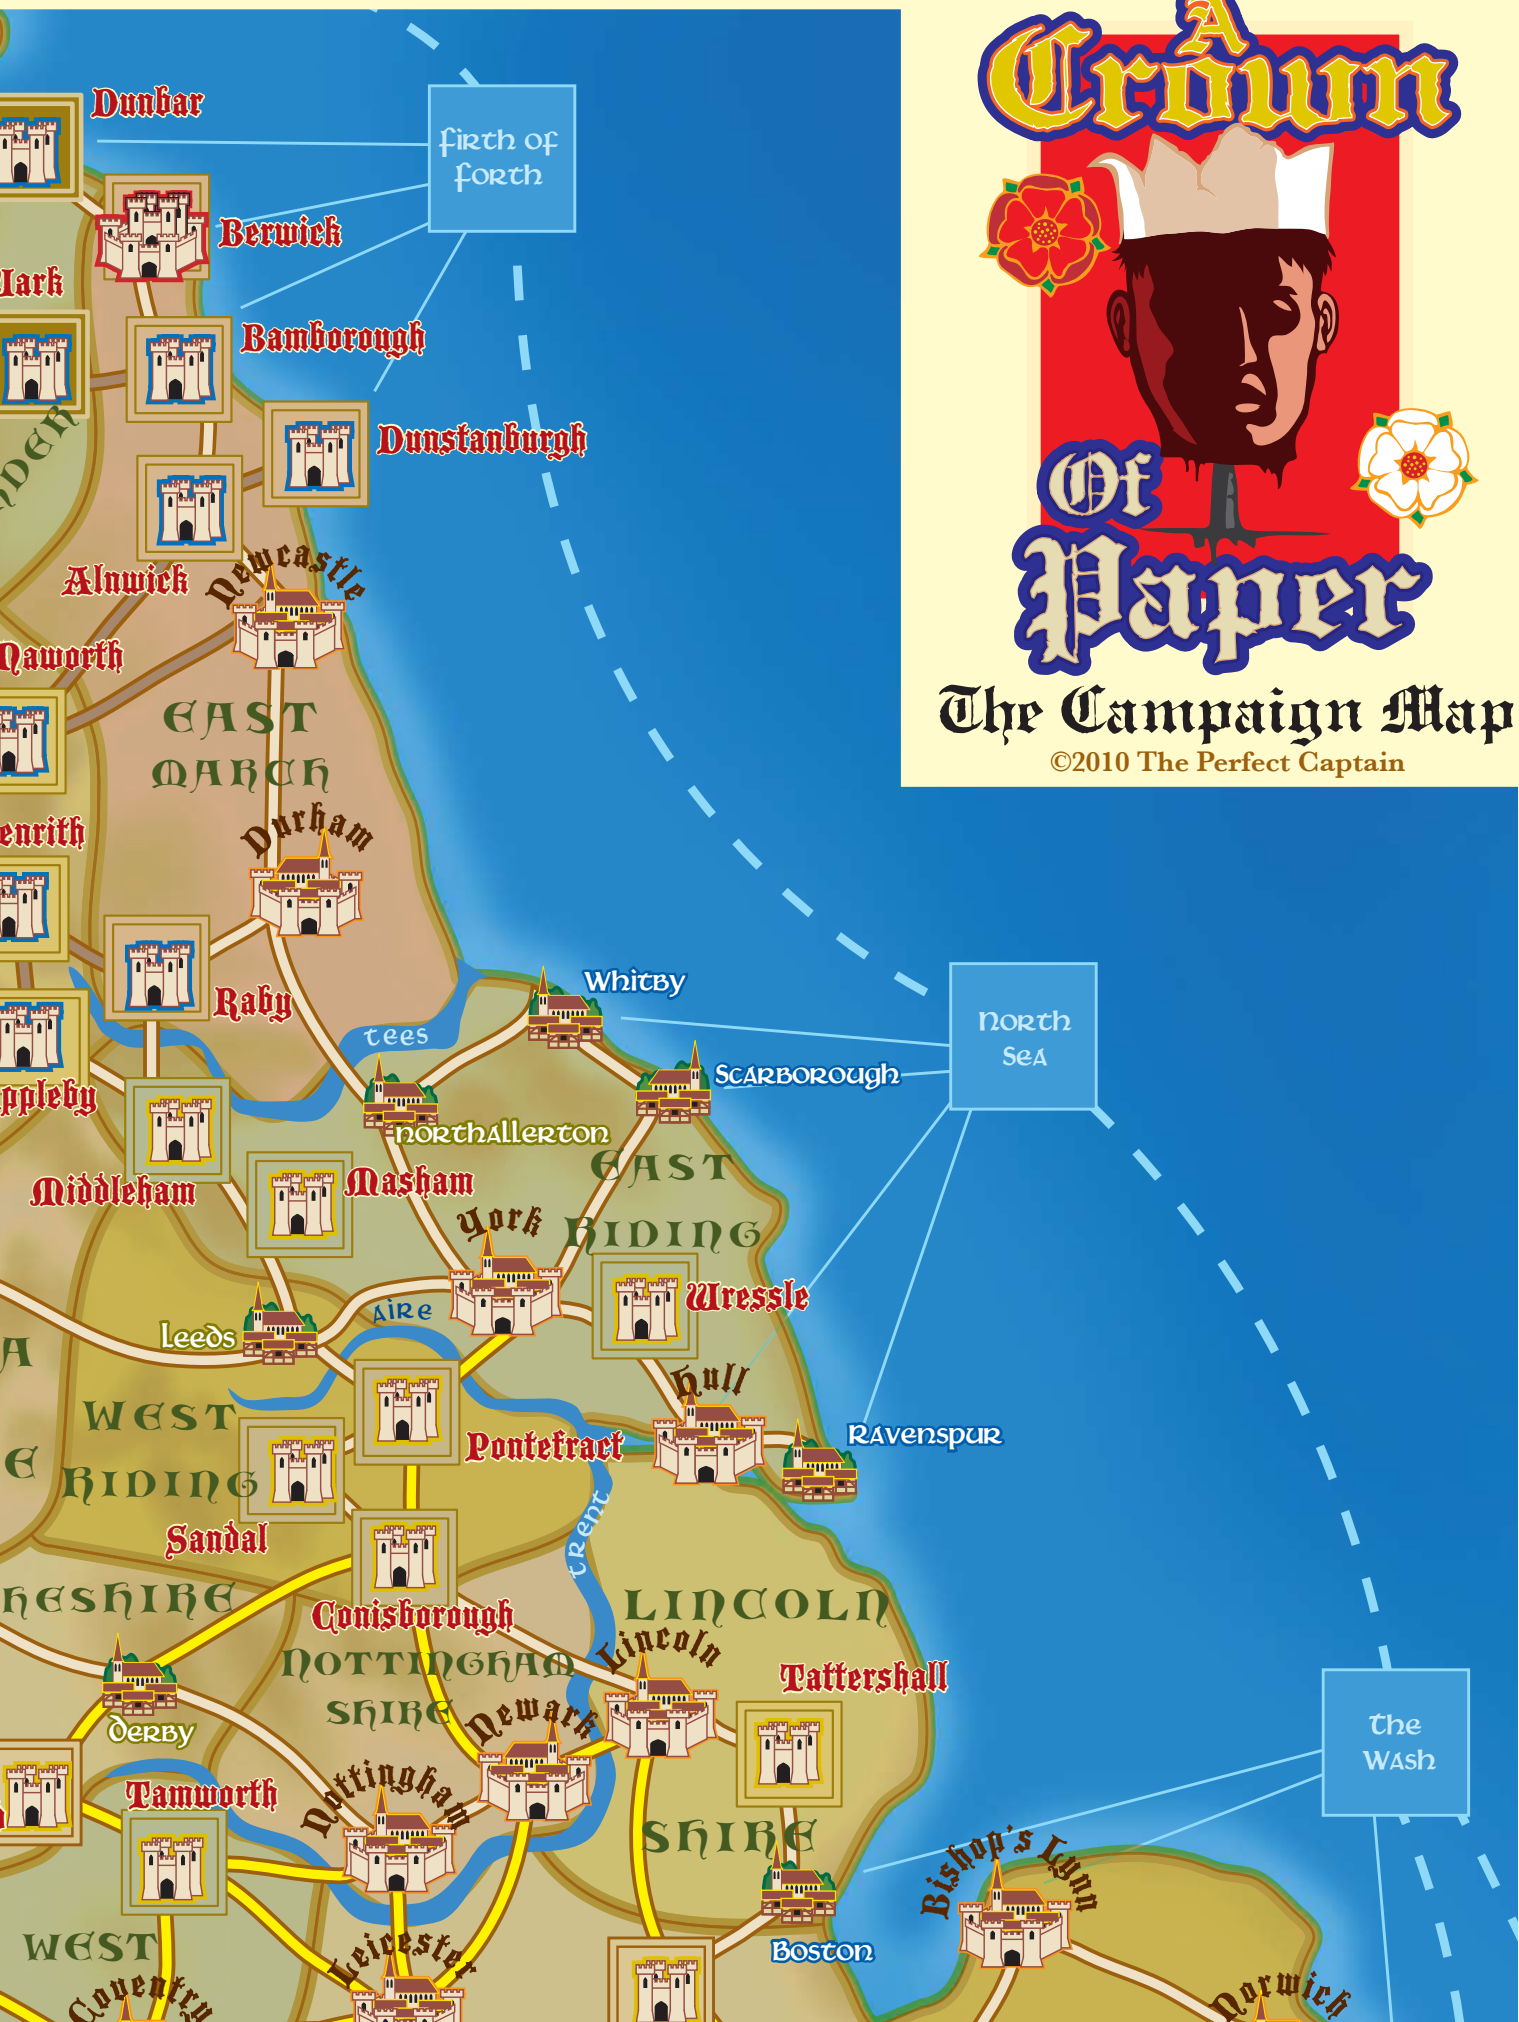 A
Crown
Of
Paper
The Campaign Map
©2010 The Perfect Captain
Dunbar
Firth of
Forth
Berwick
Bamborough
Dunstanburgh
Alnwick
Newcastle
Naworth
EAST
MARCH
Durham
Raby
Tees
Whitby
North
Sea
Scarborough
Northallerton
EAST
RIDING
Middleham
Masham
York
Wressle
Aire
Leeds
Hull
WEST
RIDING
Pontefract
Ravenspur
Trent
Sandal
Conisborough
LINCOLN
SHIRE
NOTTINGHAM
SHIRE
Lincoln
Tattershall
Newark
Derby
The
Wash
Tamworth
Nottingham
Bishop's Lynn
Leicester
Boston
WEST
Coventry
Norwich